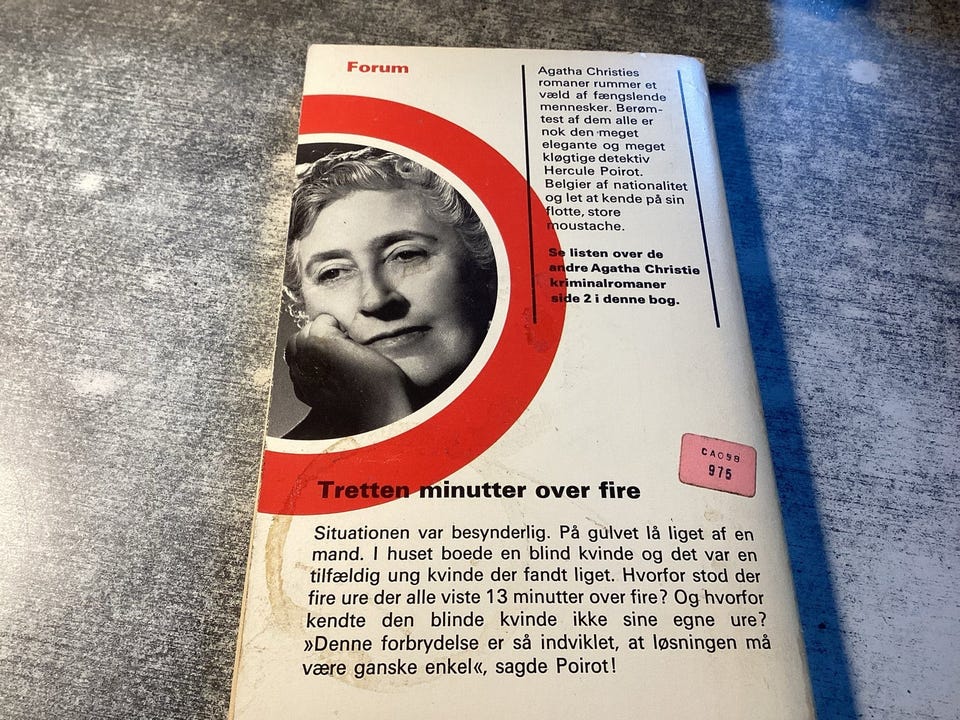 Forum
Agatha Christies
romaner rummer et
væld af fængslende
mennesker. Berøm-
test af dem alle er
nok den meget
elegante og meget
kløgtige detektiv
Hercule Poirot.
Belgier af nationalitet
og let at kende på sin
flotte, store
moustache.
Se listen over de
andre Agatha Christie
kriminalromaner
side 2 i denne bog.
CA098
975
Tretten minutter over fire
Situationen var besynderlig. På gulvet lå liget af en
mand. I huset boede en blind kvinde og det var en
tilfældig ung kvinde der fandt liget. Hvorfor stod der
fire ure der alle viste 13 minutter over fire? Og hvorfor
kendte den blinde kvinde ikke sine egne ure?
»Denne forbrydelse er så indviklet, at løsningen må
være ganske enkel«, sagde Poirot!